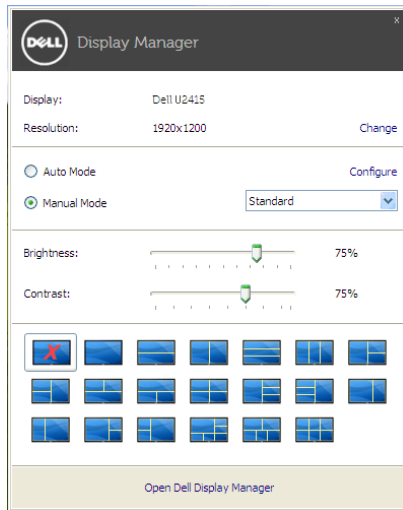 x
DELL Display Manager
Display: Dell U2415
Resolution: 1920x1200 Change
Auto Mode Configure
Manual Mode Standard
Brightness: 75%
Contrast: 75%
X
Open Dell Display Manager